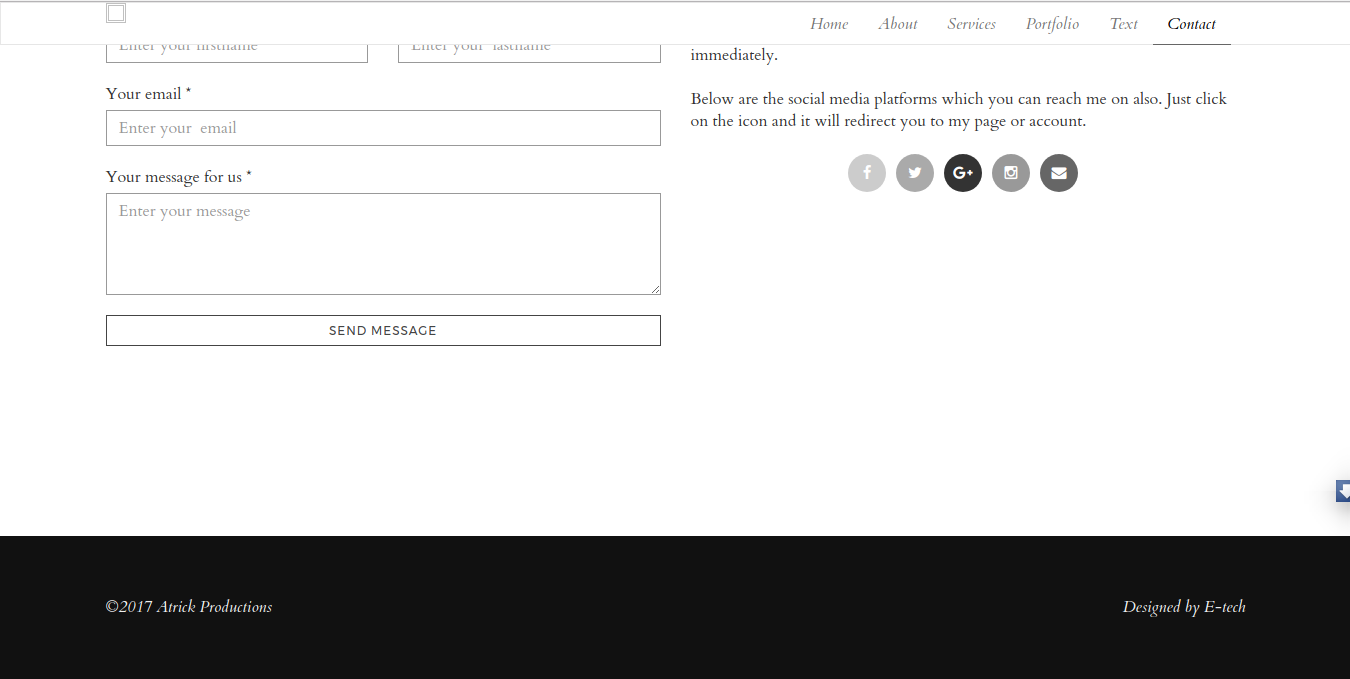 Home About Services Portfolio Text Contact
Enter your firstname
Enter your lastname
Your email *
Enter your email
Your message for us *
Enter your message
SEND MESSAGE
immediately.
Below are the social media platforms which you can reach me on also. Just click
on the icon and it will redirect you to my page or account.
G+
©2017 Atrick Productions
Designed by E-tech